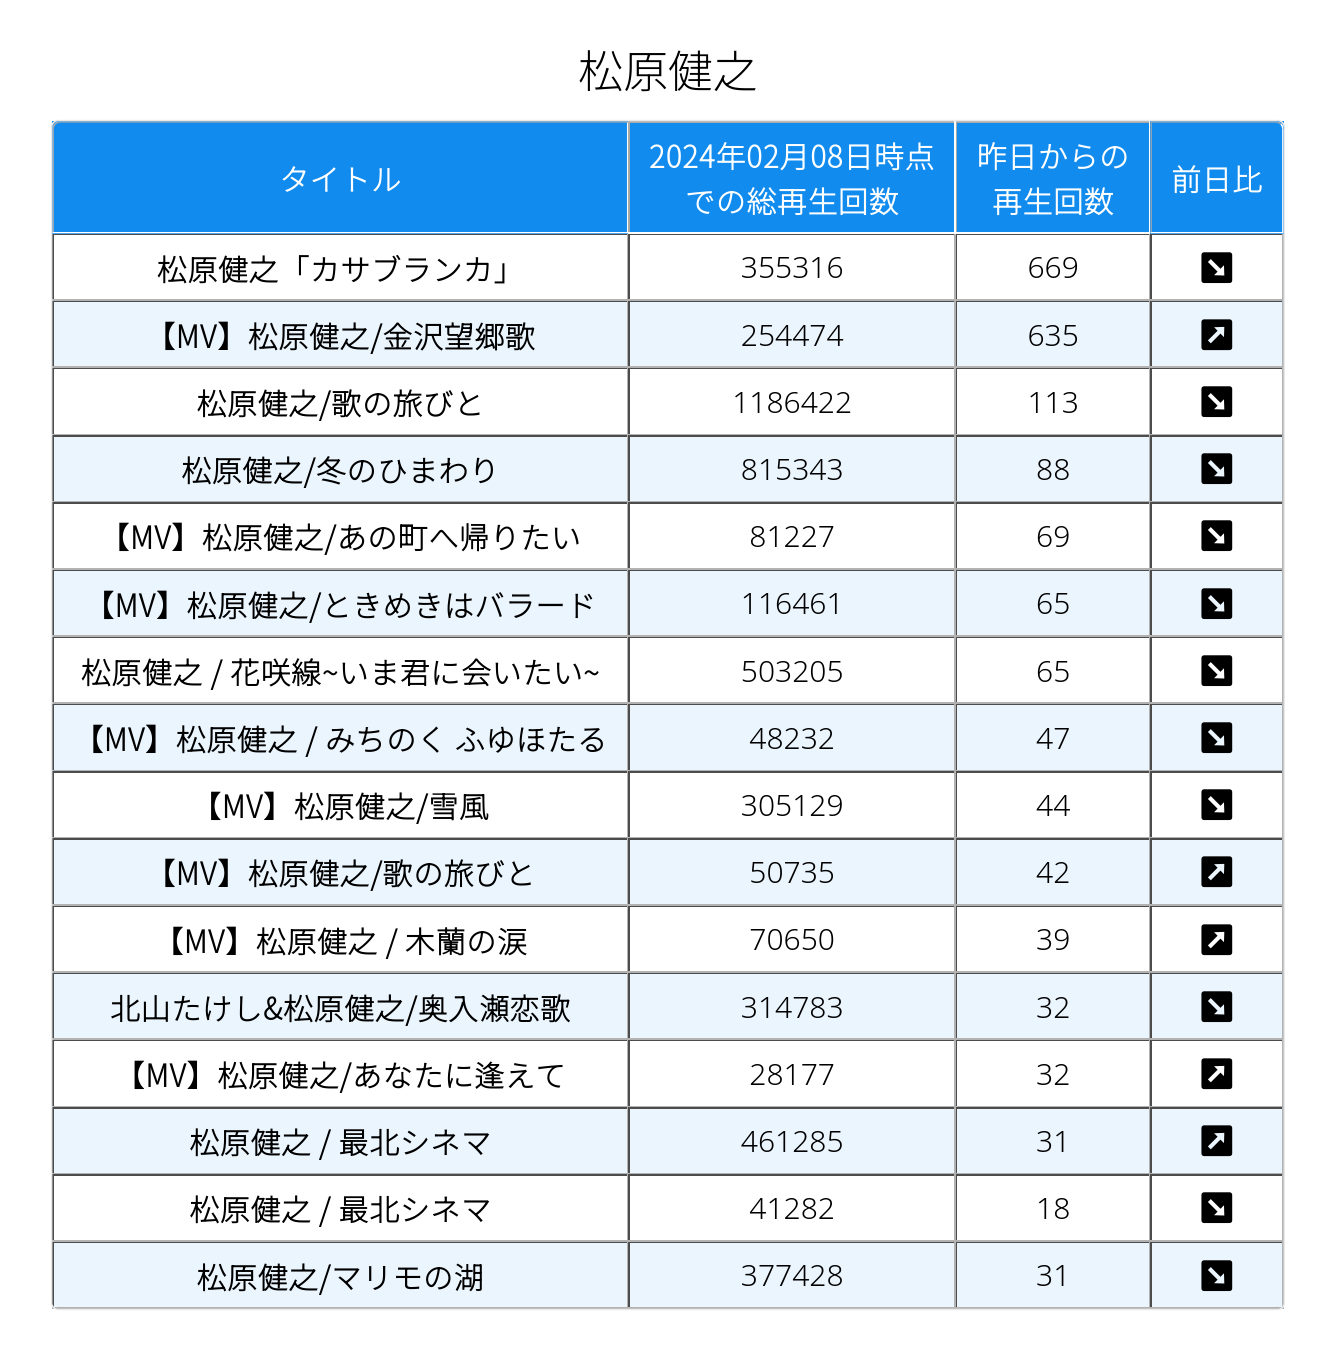 松原健之
タイトル 2024年02月08日時点での総再生回数 昨日からの再生回数 前日比
松原健之「カサブランカ」 355316 669 ↘
【MV】松原健之/金沢望郷歌 254474 635 ↗
松原健之/歌の旅びと 1186422 113 ↘
松原健之/冬のひまわり 815343 88 ↘
【MV】松原健之/あの町へ帰りたい 81227 69 ↘
【MV】松原健之/ときめきはバラード 116461 65 ↘
松原健之 / 花咲線~いま君に会いたい~ 503205 65 ↘
【MV】松原健之 / みちのく ふゆほたる 48232 47 ↘
【MV】松原健之/雪風 305129 44 ↘
【MV】松原健之/歌の旅びと 50735 42 ↗
【MV】松原健之 / 木蘭の涙 70650 39 ↗
北山たけし&松原健之/奥入瀬恋歌 314783 32 ↘
【MV】松原健之/あなたに逢えて 28177 32 ↗
松原健之 / 最北シネマ 461285 31 ↗
松原健之 / 最北シネマ 41282 18 ↘
松原健之/マリモの湖 377428 31 ↘